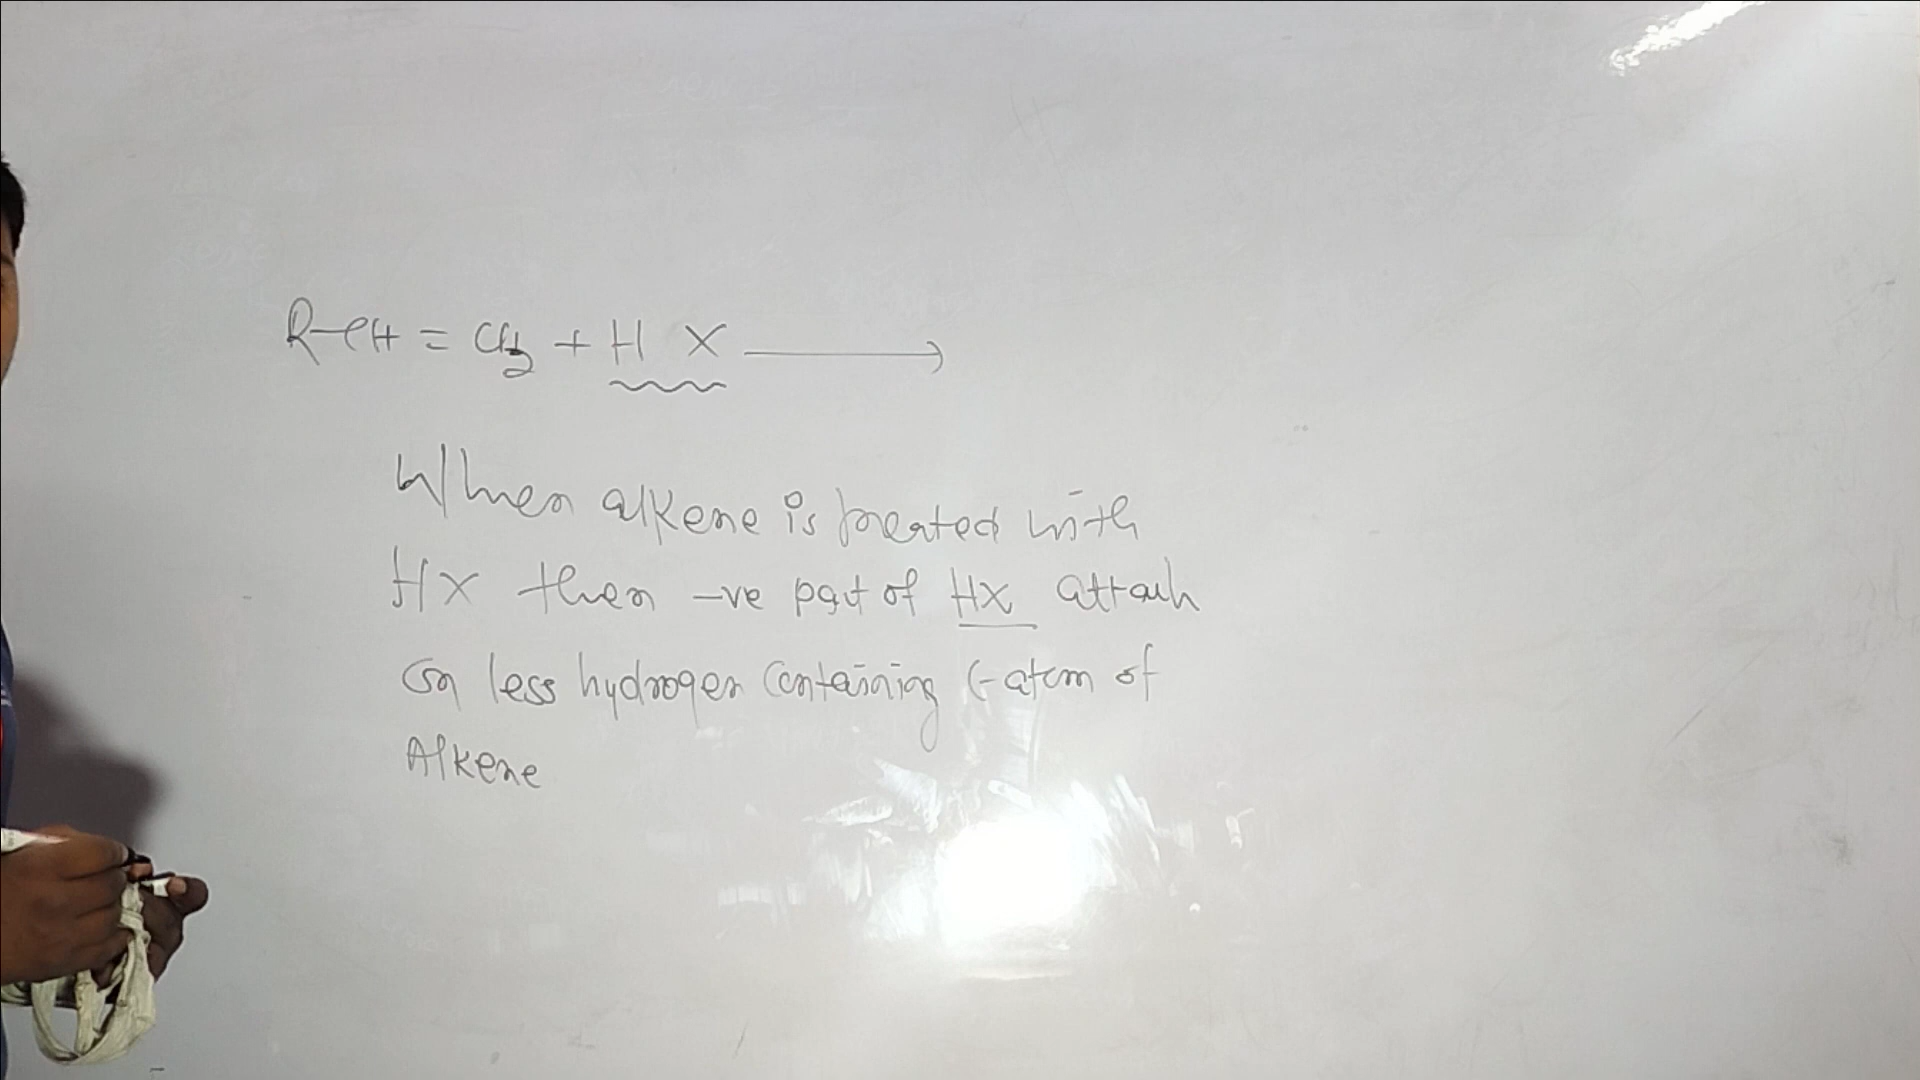 R-CH = CH2 + H X ⟶
When alkene is treated with
HX then -ve part of HX attach
on less hydrogen containing C-atom of
Alkene